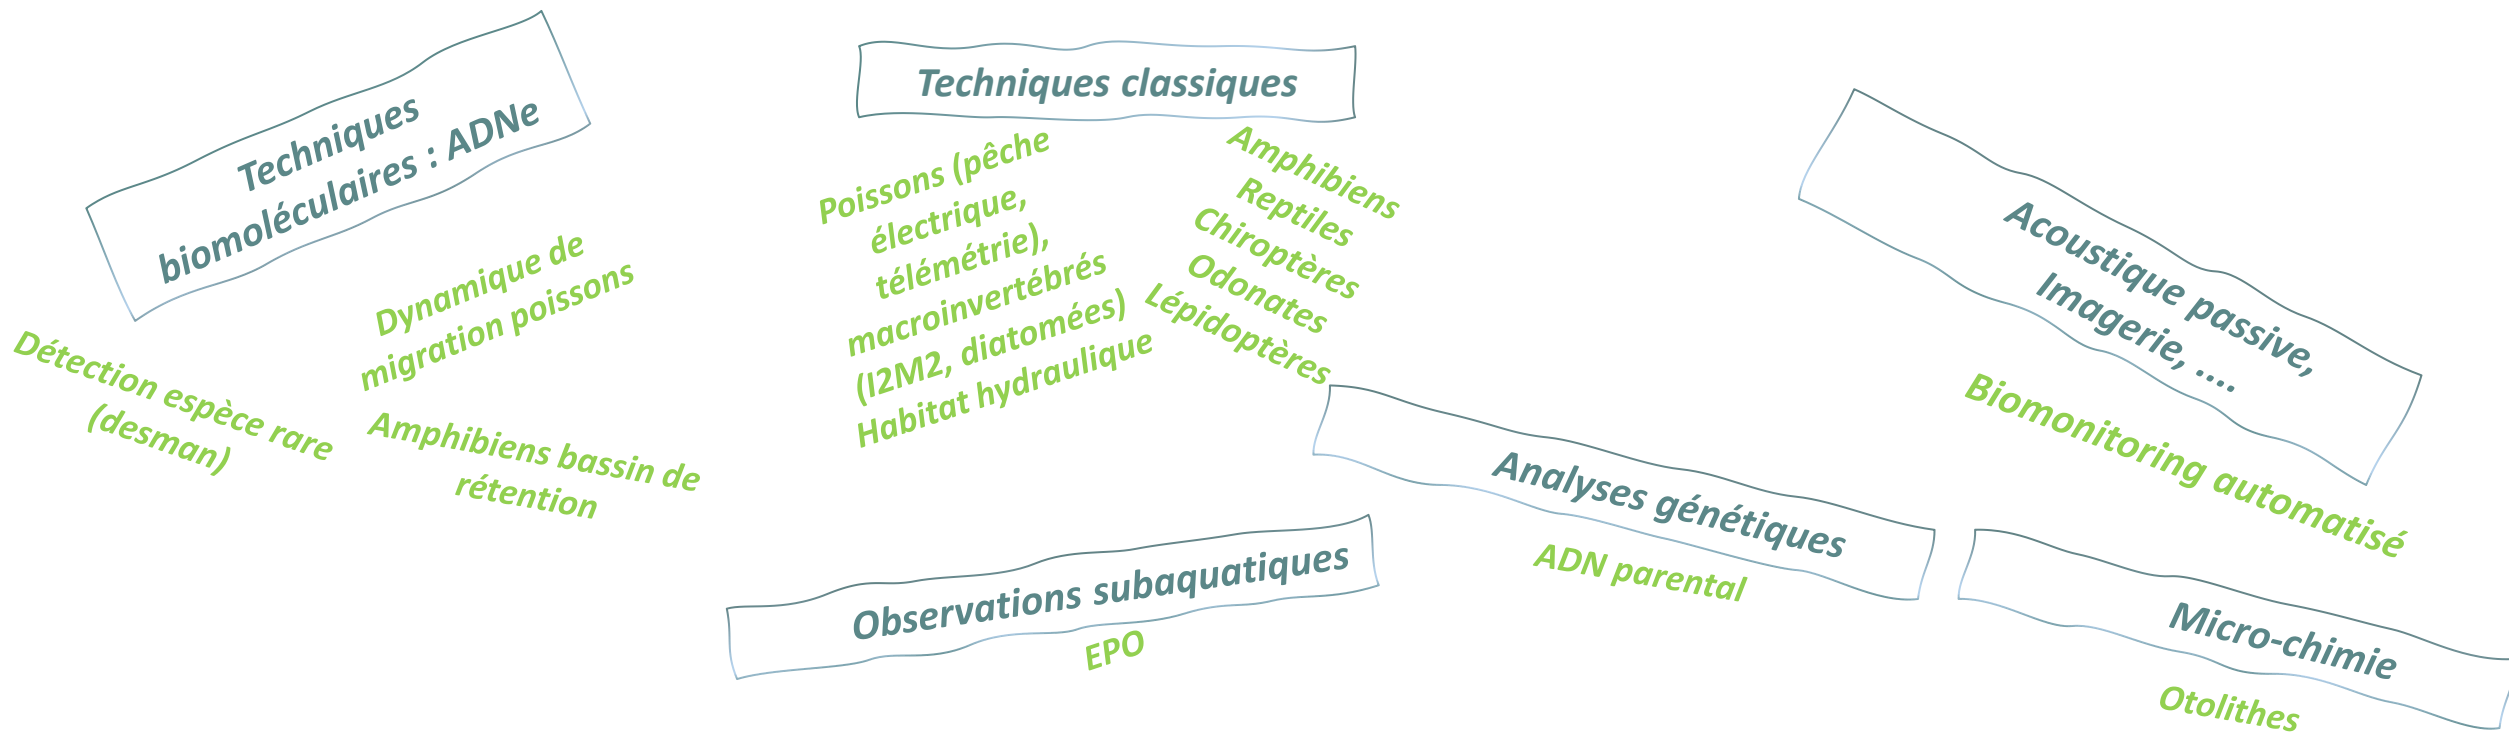 Techniques
biomoléculaires : ADNe
Détection espèce rare
(desman)
Dynamique de
migration poissons
Amphibiens bassin de
rétention
Techniques classiques
Poissons (pêche
électrique,
télémétrie),
macroinvertébrés
(I2M2, diatomées)
Habitat hydraulique
Amphibiens
Reptiles
Chiroptères
Odonates
Lépidoptères
Observations subaquatiques
EPO
Analyses génétiques
ADN parental
Acoustique passive,
Imagerie, ....
Biomonitoring automatisé
Micro-chimie
Otolithes